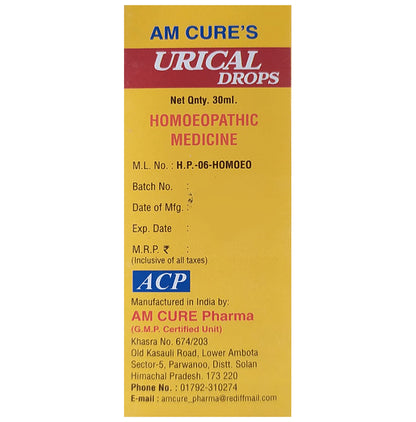 AM CURE'S
URICAL
DROPS
Net Qnty. 30ml.
HOMOEOPATHIC
MEDICINE
M.L. No. : H.P.-06-HOMOEO
Batch No. :
Date of Mfg. :
Exp. Date :
M.R.P. ₹ :
(Inclusive of all taxes)
ACP
Manufactured in India by:
AM CURE Pharma
(G.M.P. Certified Unit)
Khasra No. 674/203
Old Kasauli Road, Lower Ambota
Sector-5, Parwanoo, Distt. Solan
Himachal Pradesh. 173 220
Phone No. : 01792-310274
E-mail : amcure_pharma@rediffmail.com